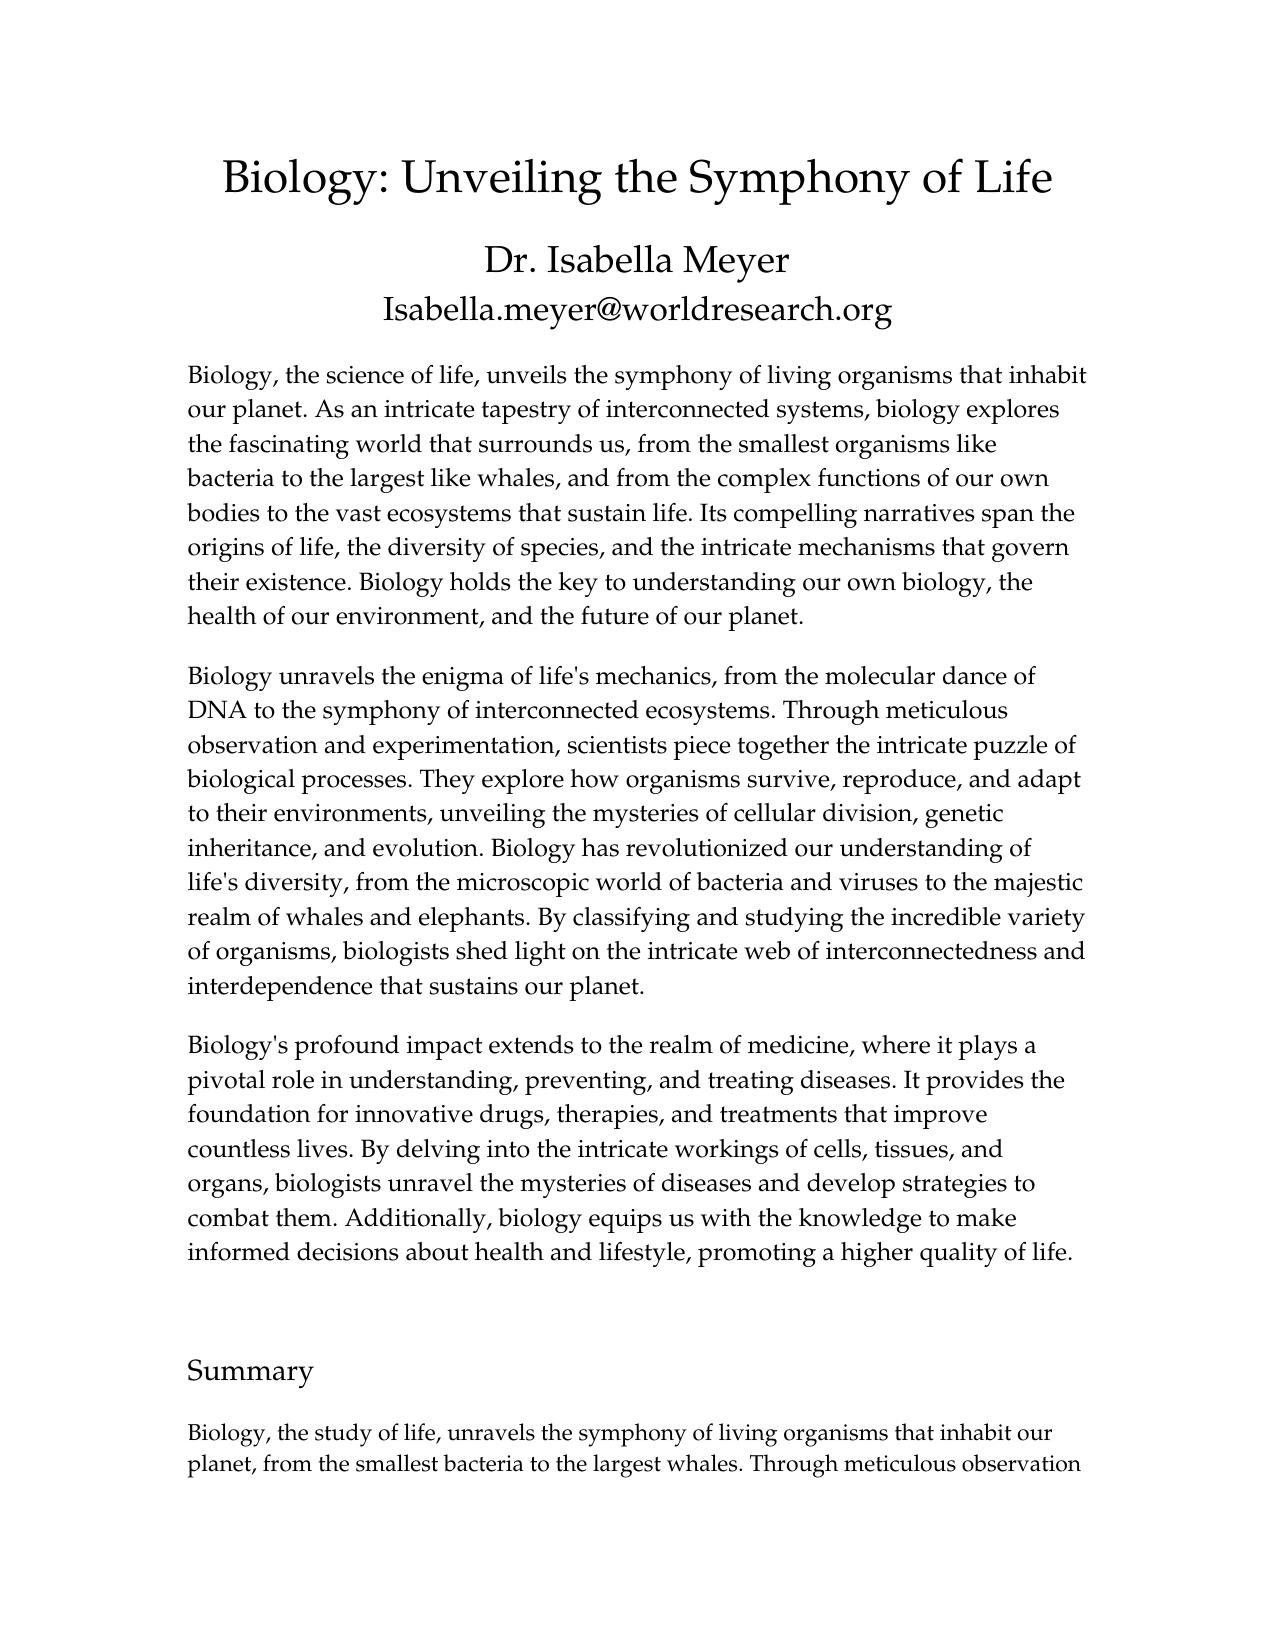 Biology: Unveiling the Symphony of Life
Dr. Isabella Meyer
Isabella.meyer@worldresearch.org
Biology, the science of life, unveils the symphony of living organisms that inhabit
our planet. As an intricate tapestry of interconnected systems, biology explores
the fascinating world that surrounds us, from the smallest organisms like
bacteria to the largest like whales, and from the complex functions of our own
bodies to the vast ecosystems that sustain life. Its compelling narratives span the
origins of life, the diversity of species, and the intricate mechanisms that govern
their existence. Biology holds the key to understanding our own biology, the
health of our environment, and the future of our planet.
Biology unravels the enigma of life's mechanics, from the molecular dance of
DNA to the symphony of interconnected ecosystems. Through meticulous
observation and experimentation, scientists piece together the intricate puzzle of
biological processes. They explore how organisms survive, reproduce, and adapt
to their environments, unveiling the mysteries of cellular division, genetic
inheritance, and evolution. Biology has revolutionized our understanding of
life's diversity, from the microscopic world of bacteria and viruses to the majestic
realm of whales and elephants. By classifying and studying the incredible variety
of organisms, biologists shed light on the intricate web of interconnectedness and
interdependence that sustains our planet.
Biology's profound impact extends to the realm of medicine, where it plays a
pivotal role in understanding, preventing, and treating diseases. It provides the
foundation for innovative drugs, therapies, and treatments that improve
countless lives. By delving into the intricate workings of cells, tissues, and
organs, biologists unravel the mysteries of diseases and develop strategies to
combat them. Additionally, biology equips us with the knowledge to make
informed decisions about health and lifestyle, promoting a higher quality of life.
Summary
Biology, the study of life, unravels the symphony of living organisms that inhabit our
planet, from the smallest bacteria to the largest whales. Through meticulous observation